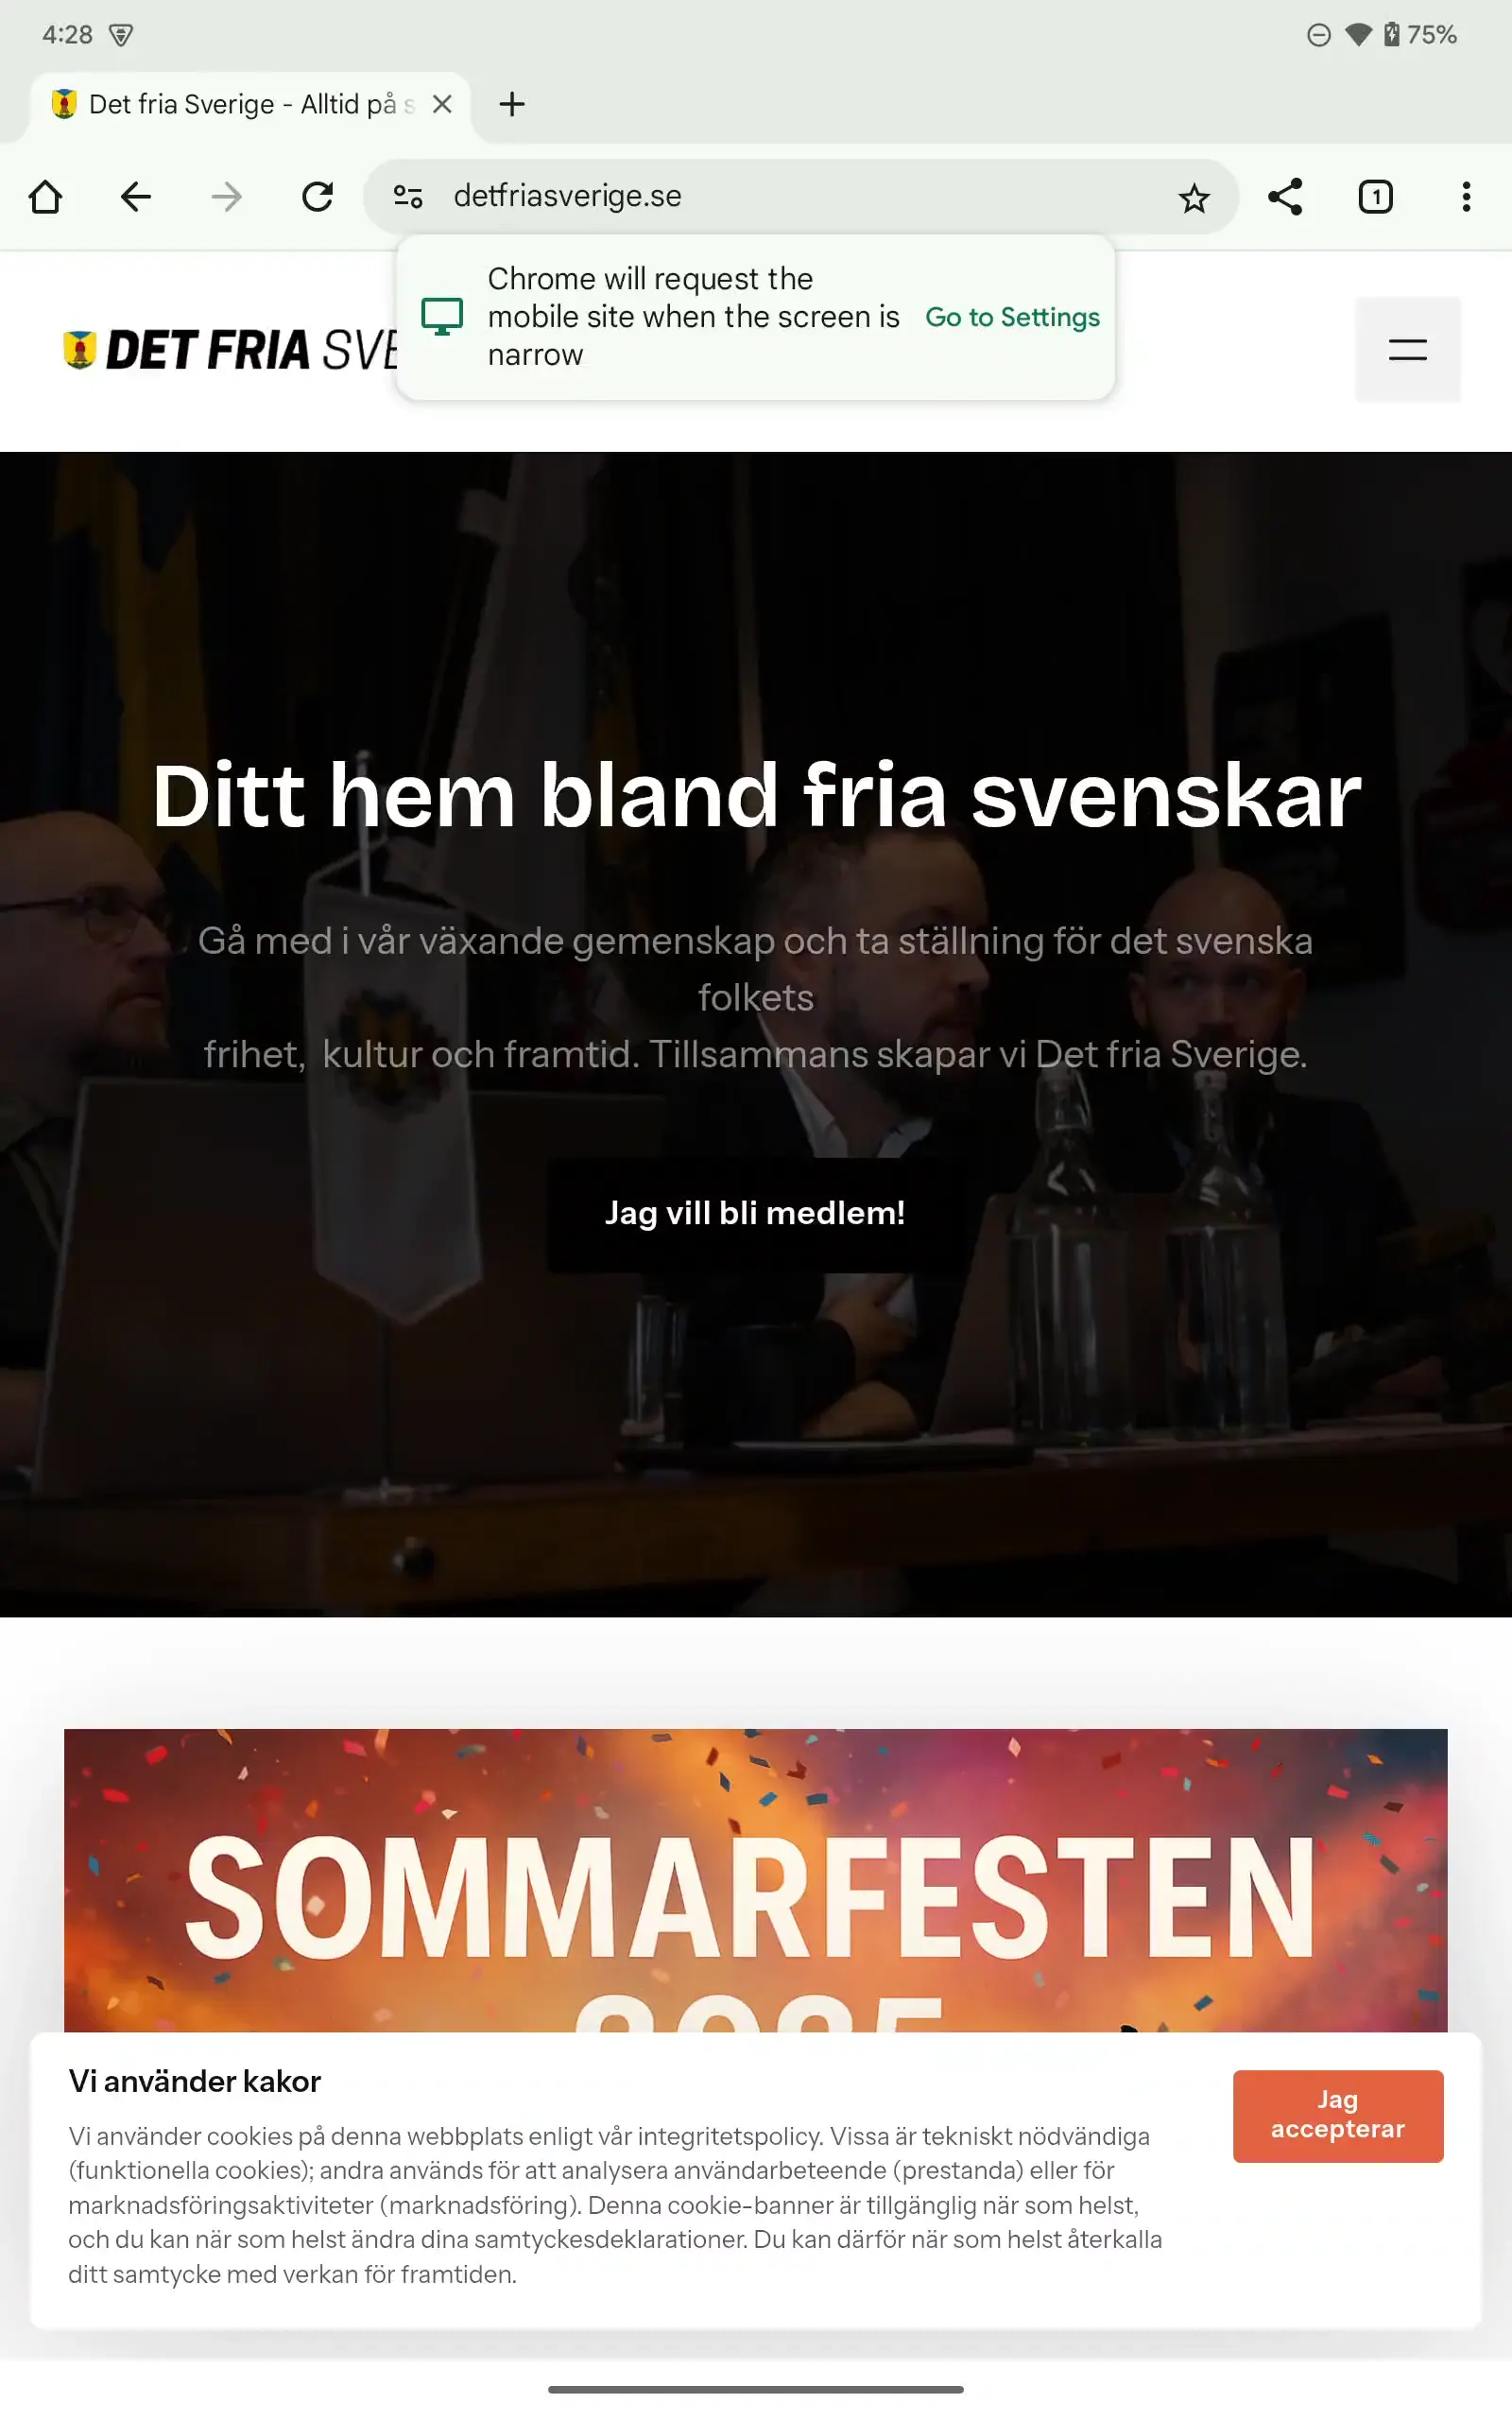 4:28
75%
Det fria Sverige - Alltid på s
detfriasverige.se
1
Chrome will request the
mobile site when the screen is
narrow
Go to Settings
DET FRIA SVE
Ditt hem bland fria svenskar
Gå med i vår växande gemenskap och ta ställning för det svenska
folkets
frihet, kultur och framtid. Tillsammans skapar vi Det fria Sverige.
Jag vill bli medlem!
SOMMARFESTEN
2025
Vi använder kakor
Vi använder cookies på denna webbplats enligt vår integritetspolicy. Vissa är tekniskt nödvändiga
(funktionella cookies); andra används för att analysera användarbeteende (prestanda) eller för
marknadsföringsaktiviteter (marknadsföring). Denna cookie-banner är tillgänglig när som helst,
och du kan när som helst ändra dina samtyckesdeklarationer. Du kan därför när som helst återkalla
ditt samtycke med verkan för framtiden.
Jag
accepterar